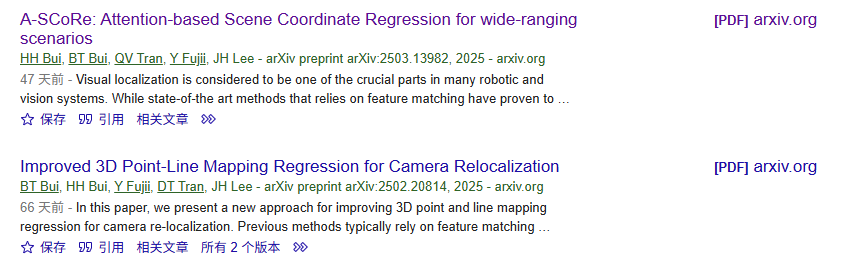 A-SCoRe: Attention-based Scene Coordinate Regression for wide-ranging
scenarios
[PDF] arxiv.org
HH Bui, BT Bui, QV Tran, Y Fujii, JH Lee - arXiv preprint arXiv:2503.13982, 2025 - arxiv.org
47 天前 - Visual localization is considered to be one of the crucial parts in many robotic and
vision systems. While state-of-the art methods that relies on feature matching have proven to …
保存 引用 相关文章
Improved 3D Point-Line Mapping Regression for Camera Relocalization
[PDF] arxiv.org
BT Bui, HH Bui, Y Fujii, DT Tran, JH Lee - arXiv preprint arXiv:2502.20814, 2025 - arxiv.org
66 天前 - In this paper, we present a new approach for improving 3D point and line mapping
regression for camera re-localization. Previous methods typically rely on feature matching …
保存 引用 相关文章 所有 2 个版本